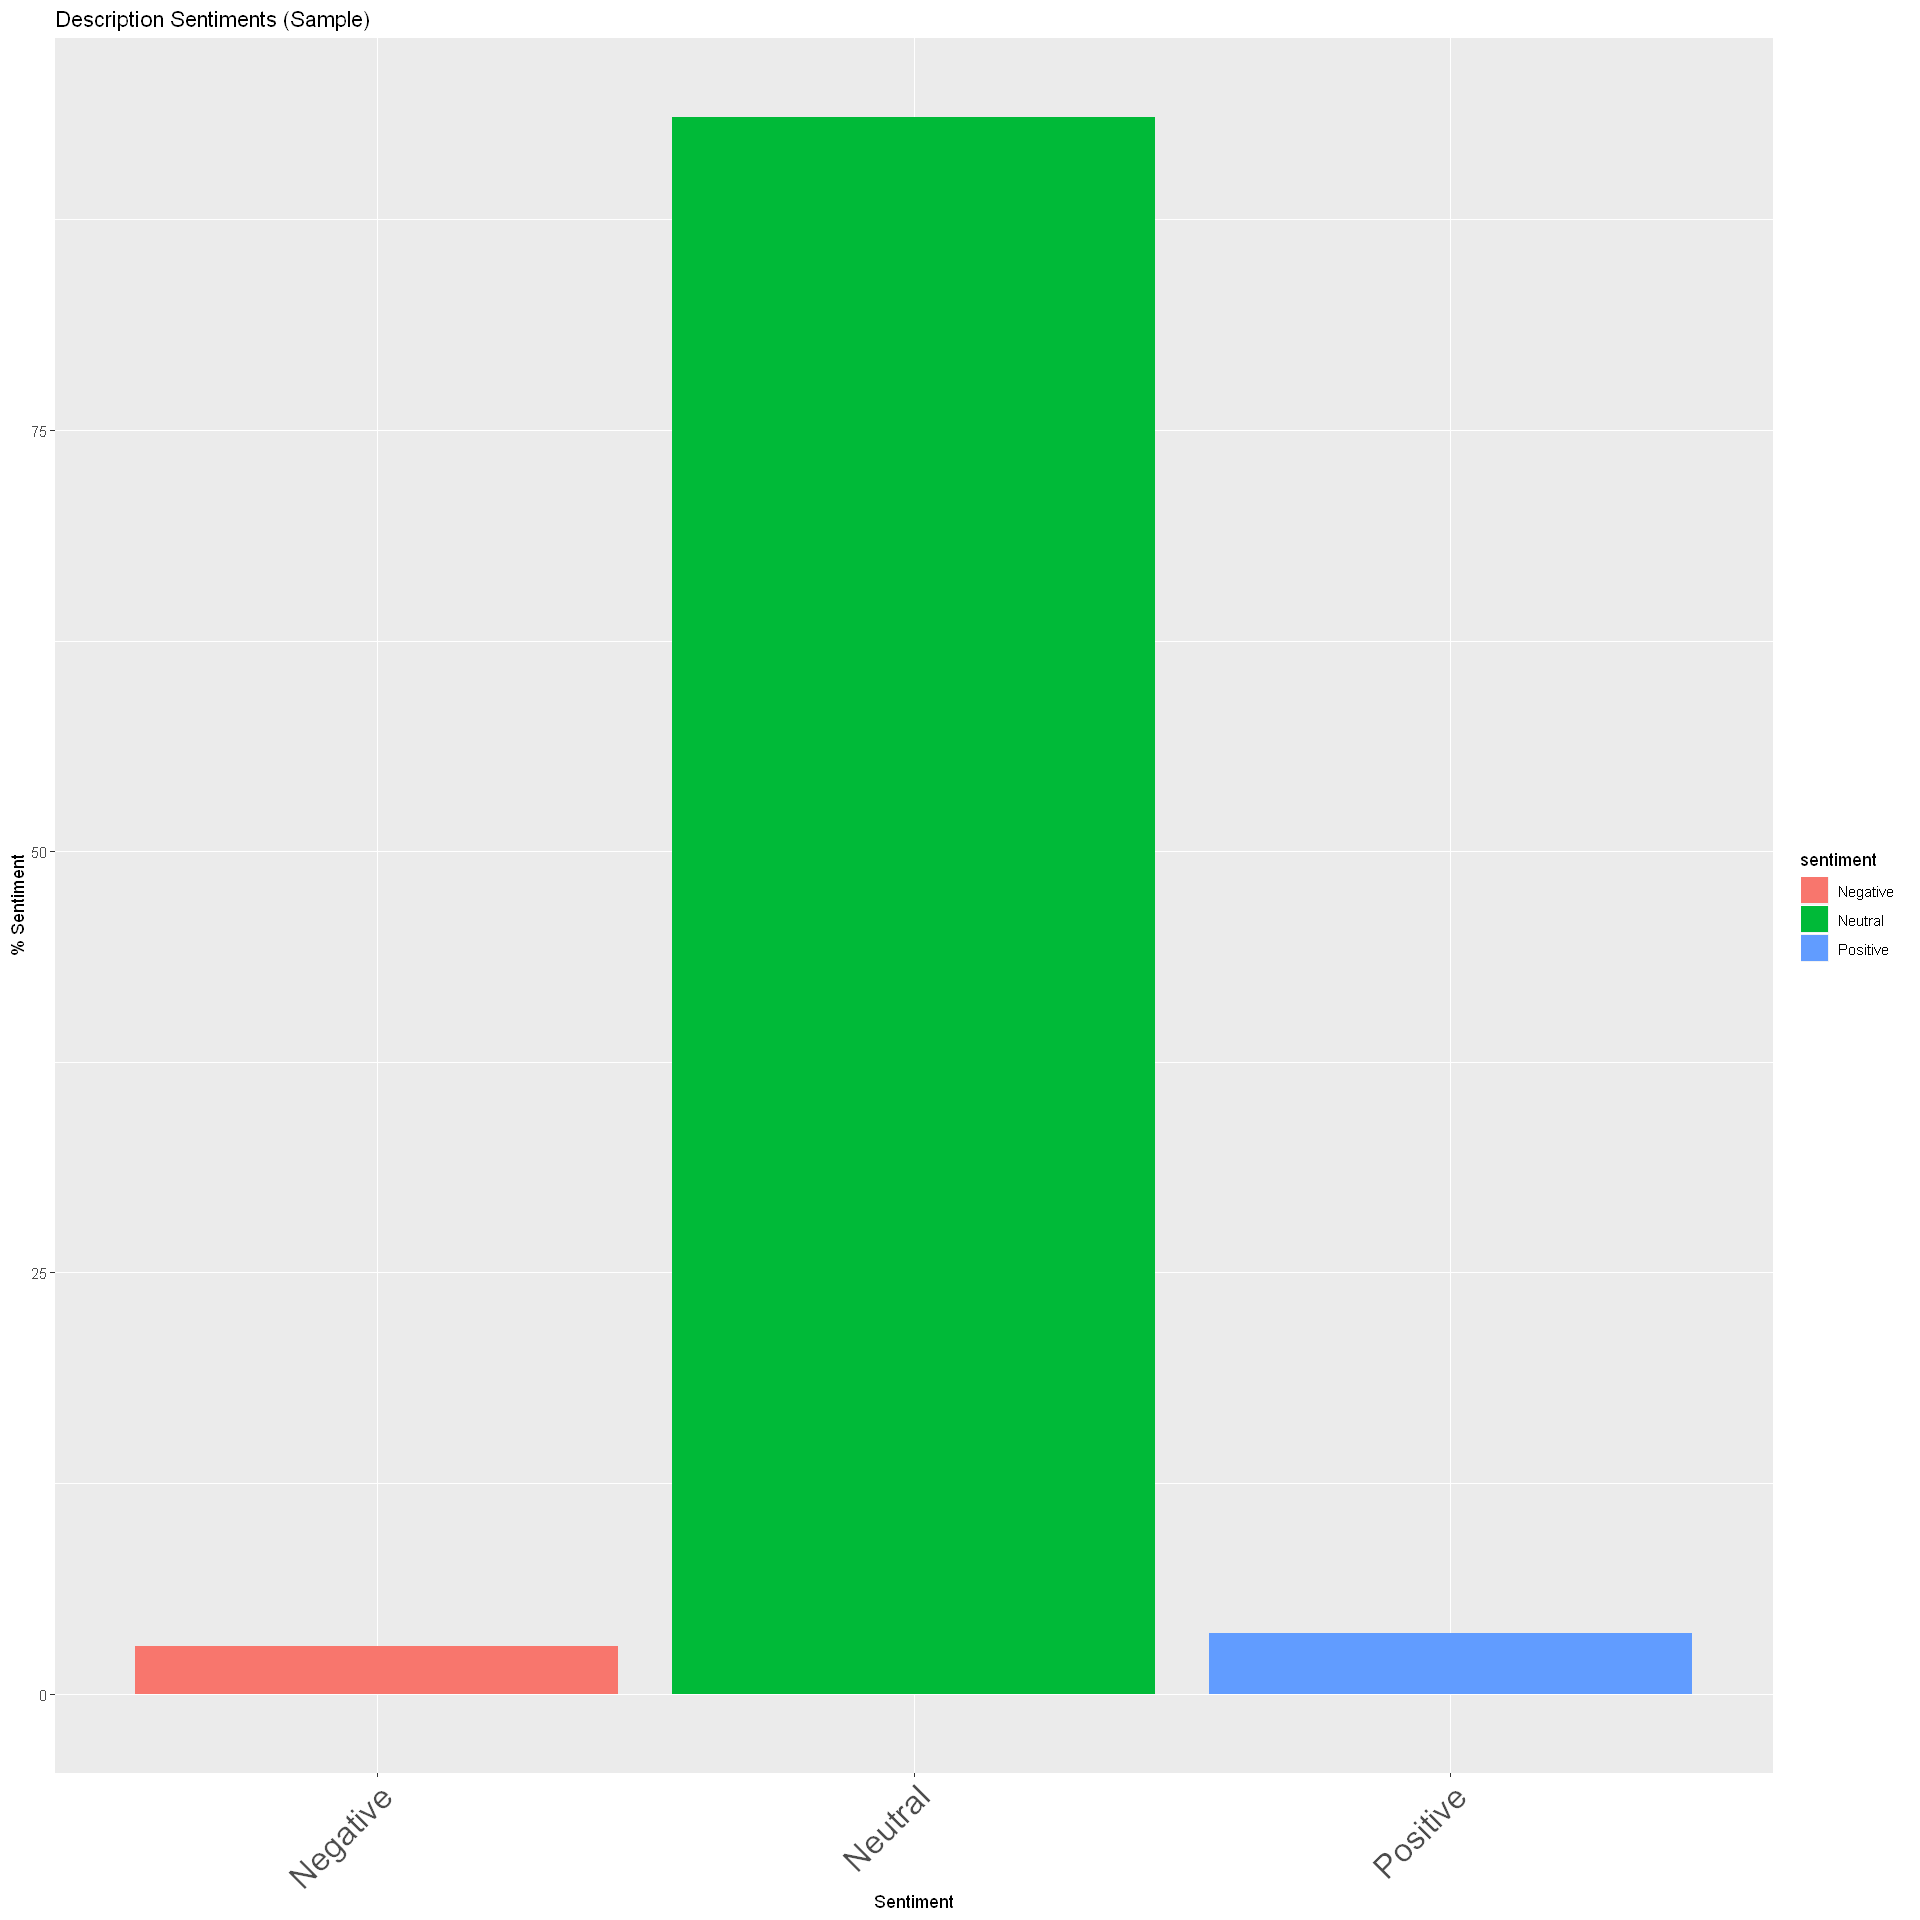 Description Sentiments (Sample)
% Sentiment
75
50
25
0
Negative
Neutral
Positive
Sentiment
sentiment
Negative
Neutral
Positive